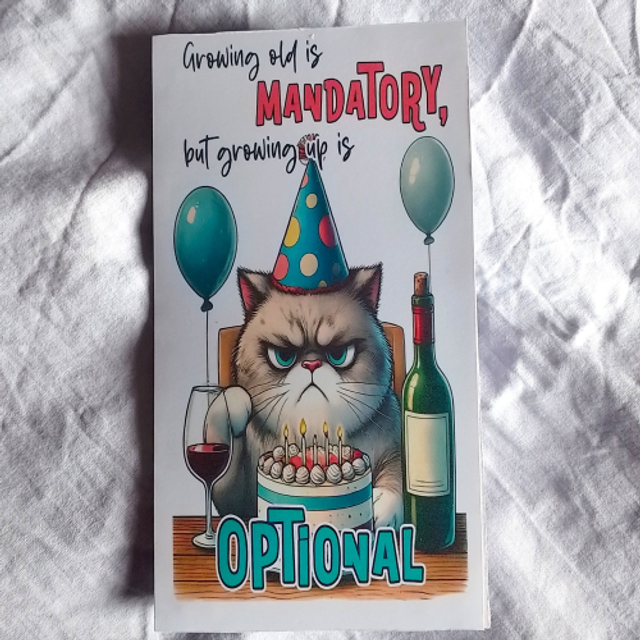 Growing old is
MANDATORY,
but growing up is
OPTIONAL